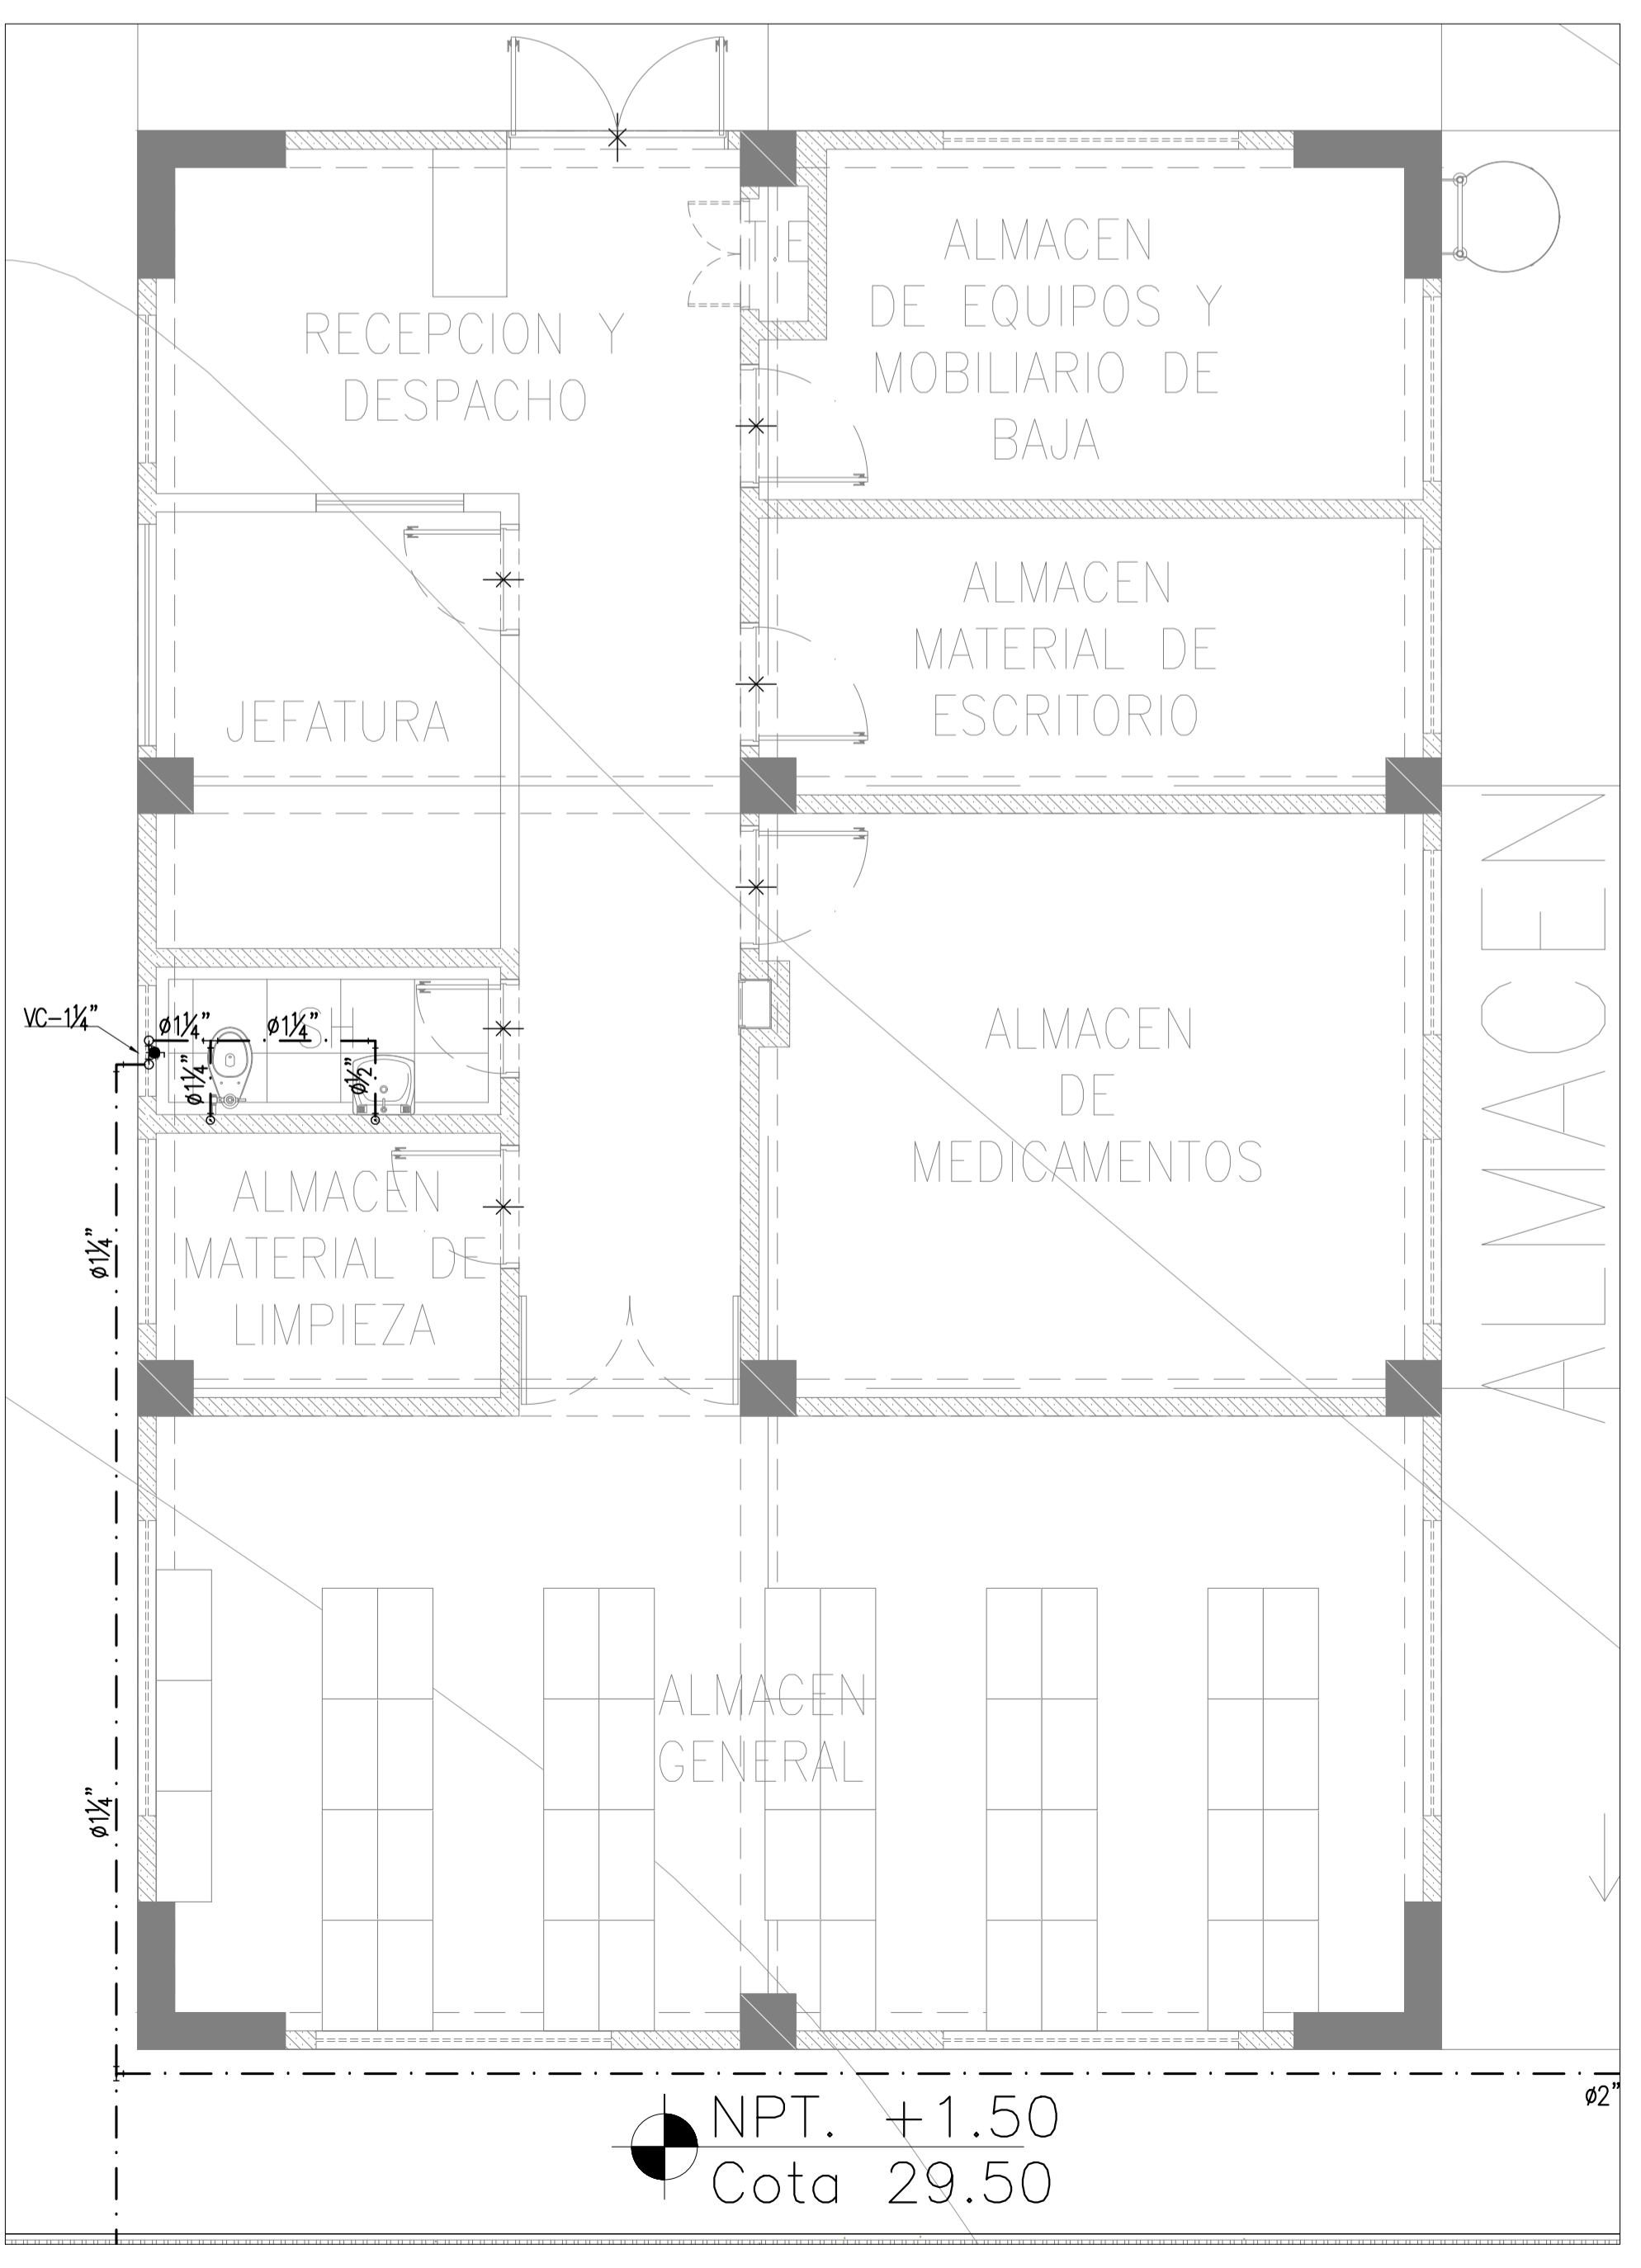 T.E
ALMACEN
DE EQUIPOS Y
MOBILIARIO DE
BAJA
RECEPCION Y
DESPACHO
ALMACEN
MATERIAL DE
ESCRITORIO
JEFATURA
ALMACEN
VC-1¼"
ø1¼"
ø1¼"
SH
ø1¼"
ø½"
ALMACEN
DE
MEDICAMENTOS
ALMACEN
MATERIAL DE
LIMPIEZA
ø1¼"
ALMACEN
GENERAL
ø1¼"
ø2"
NPT. +1.50
Cota 29.50